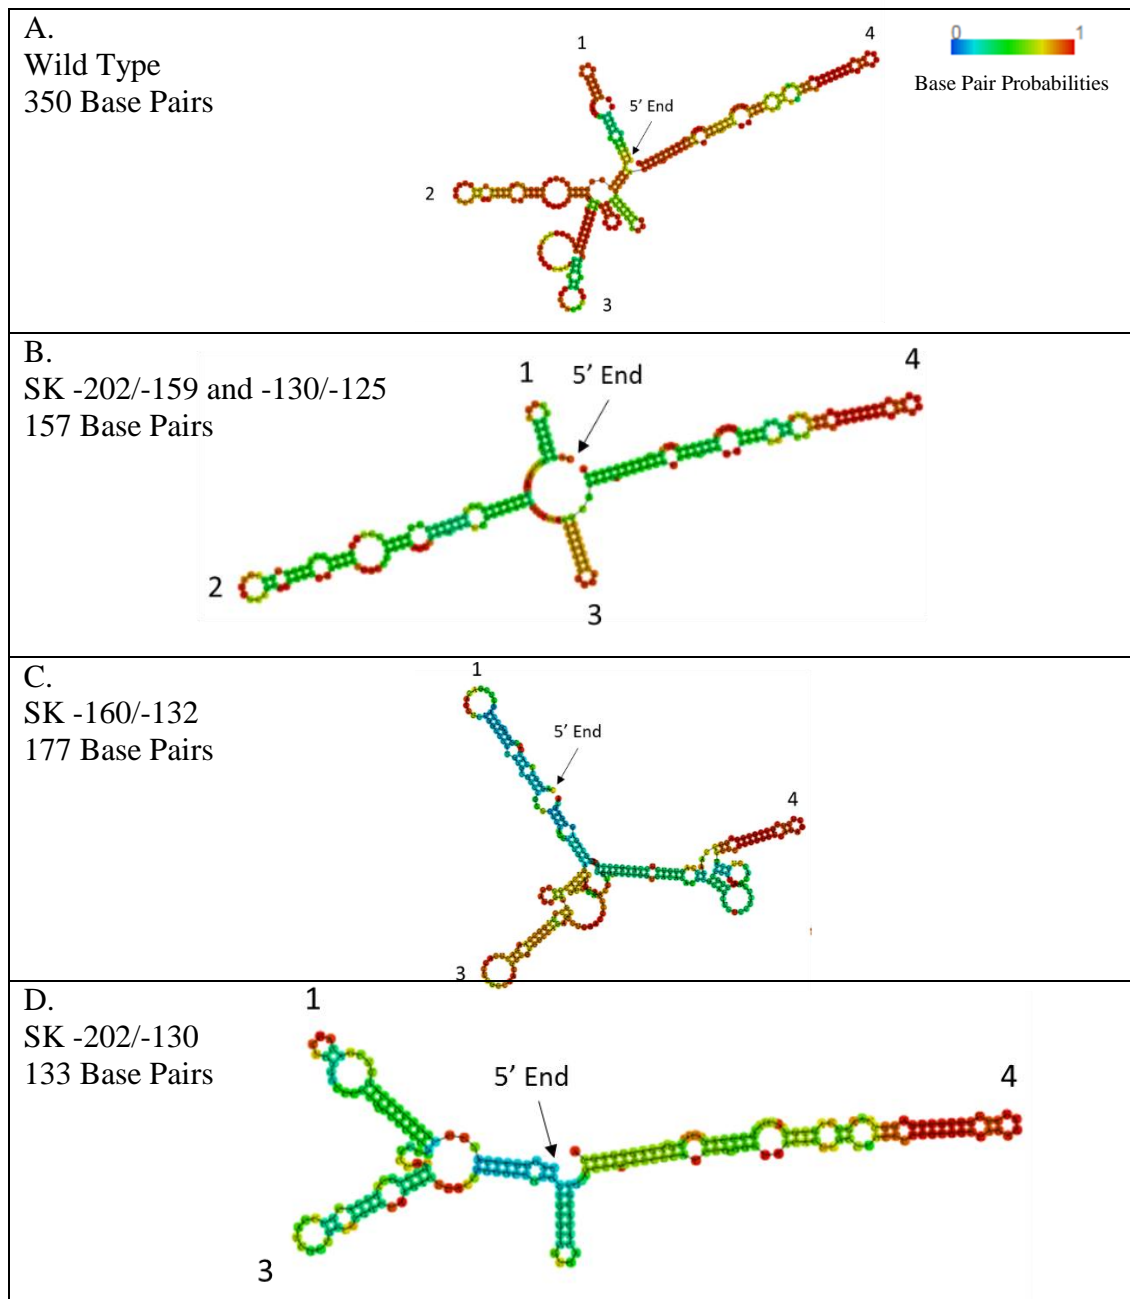 A.
Wild Type
350 Base Pairs
1
4
5' End
2
3
0 1
Base Pair Probabilities
B.
SK -202/-159 and -130/-125
157 Base Pairs
1
5' End
4
2
3
C.
SK -160/-132
177 Base Pairs
1
5' End
4
3
D.
SK -202/-130
133 Base Pairs
1
5' End
4
3